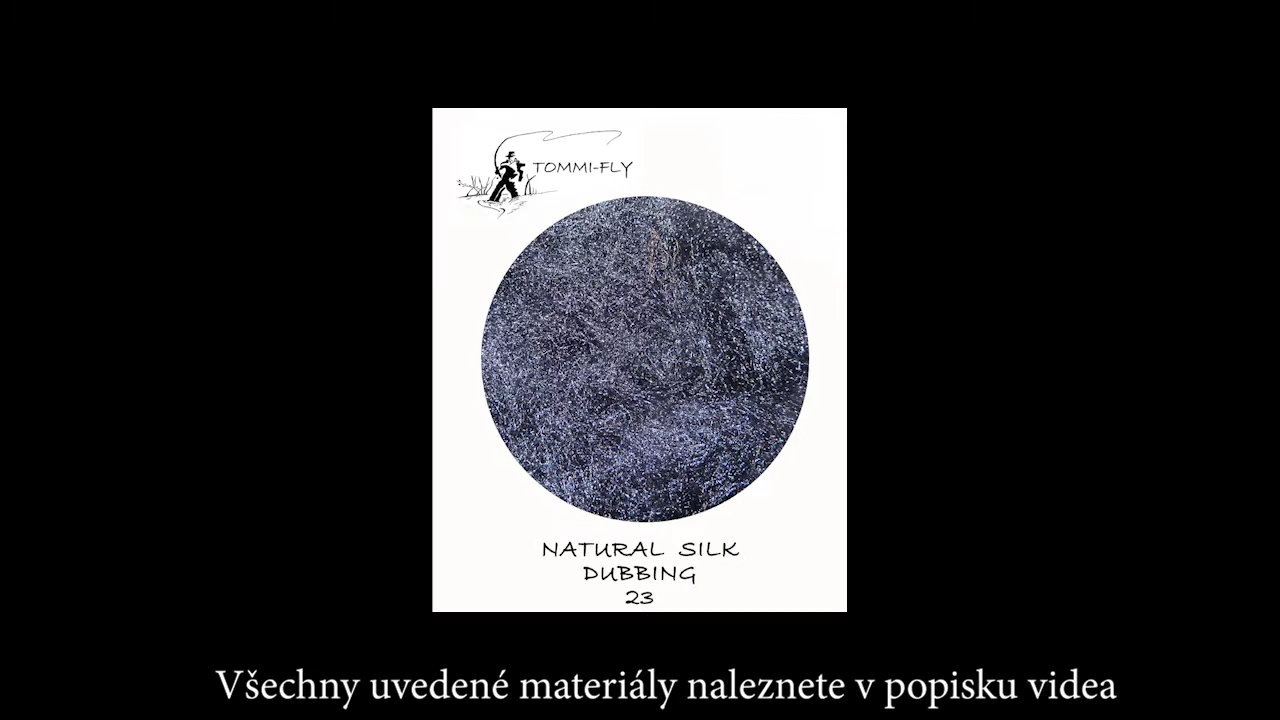 TOMMI-FLY
NATURAL SILK
DUBBING
23
Všechny uvedené materiály naleznete v popisku videa